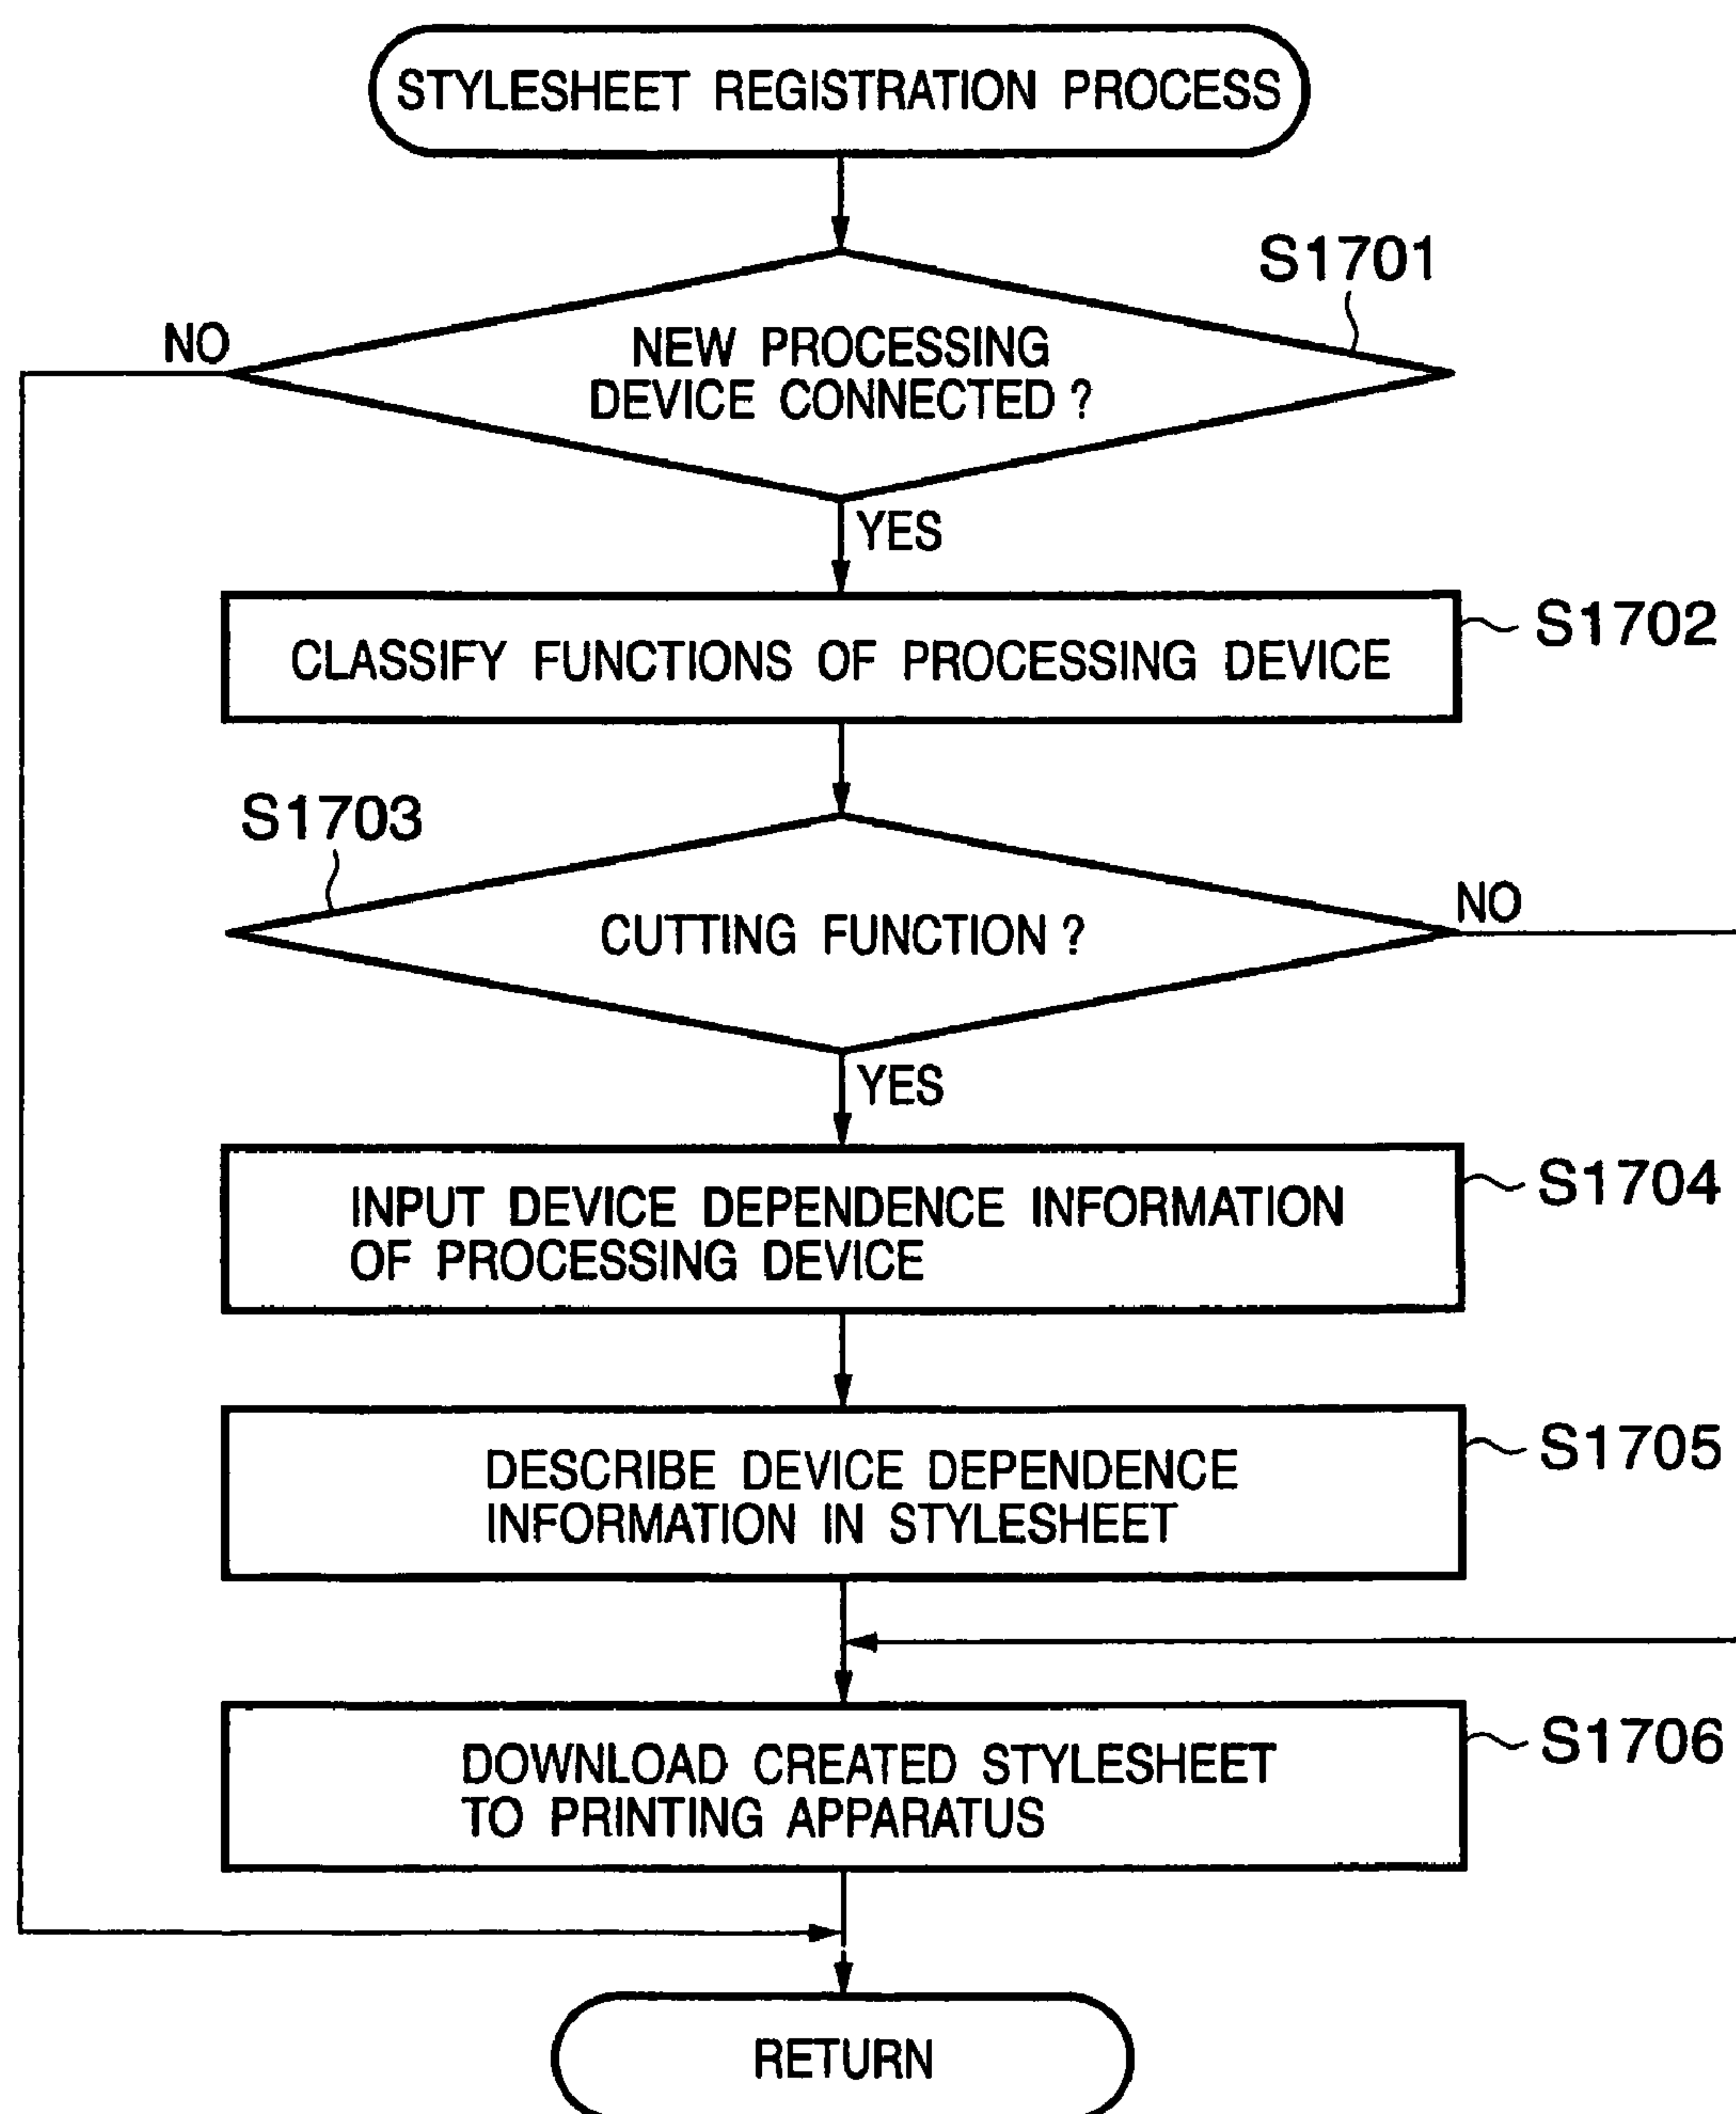 STYLESHEET REGISTRATION PROCESS
S1701
NO
NEW PROCESSING
DEVICE CONNECTED ?
YES
CLASSIFY FUNCTIONS OF PROCESSING DEVICE
S1702
S1703
NO
CUTTING FUNCTION ?
YES
INPUT DEVICE DEPENDENCE INFORMATION
OF PROCESSING DEVICE
S1704
DESCRIBE DEVICE DEPENDENCE
INFORMATION IN STYLESHEET
S1705
DOWNLOAD CREATED STYLESHEET
TO PRINTING APPARATUS
S1706
RETURN